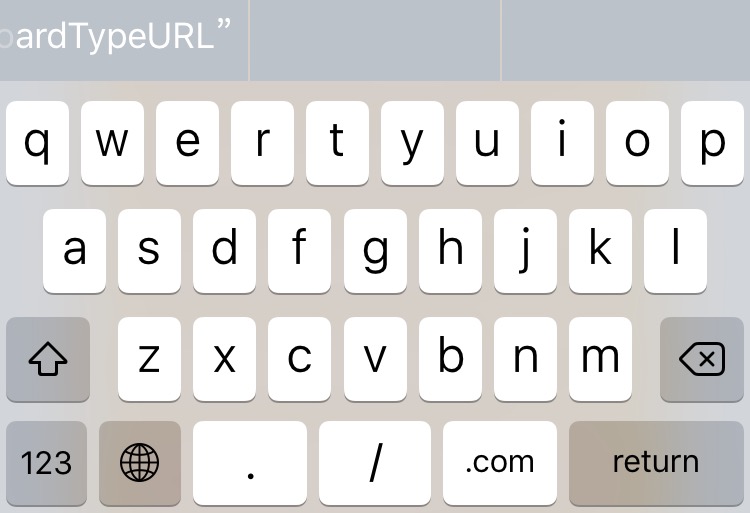 ardTypeURL”
q w e r t y u i o p
a s d f g h j k l
z x c v b n m
123 . / .com return